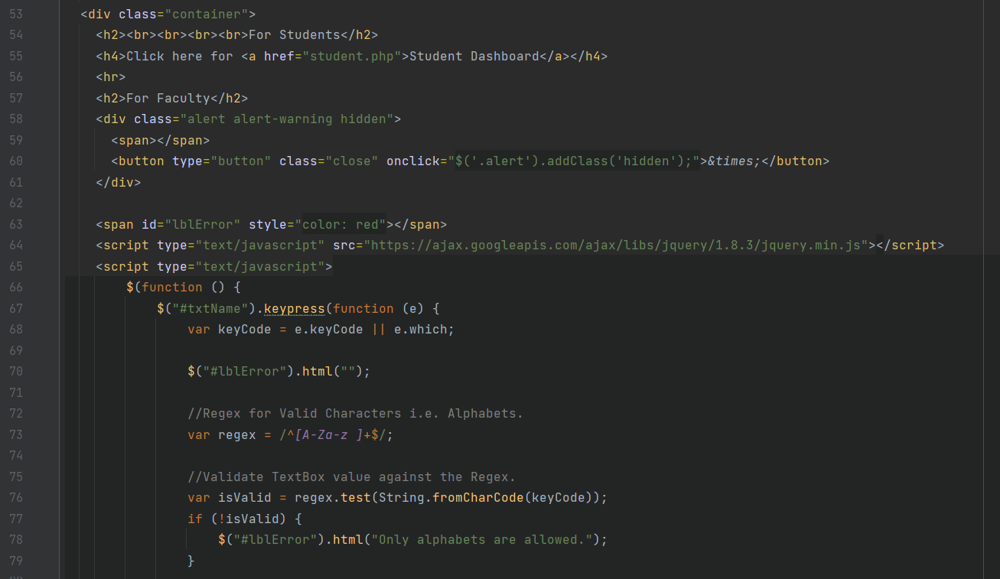 53 <div class="container">
54 <h2><br><br><br><br>For Students</h2>
55 <h4>Click here for <a href="student.php">Student Dashboard</a></h4>
56 <hr>
57 <h2>For Faculty</h2>
58 <div class="alert alert-warning hidden">
59 <span></span>
60 <button type="button" class="close" onclick="$('.alert').addClass('hidden');">&times;</button>
61 </div>
62
63 <span id="lblError" style="color: red"></span>
64 <script type="text/javascript" src="https://ajax.googleapis.com/ajax/libs/jquery/1.8.3/jquery.min.js"></script>
65 <script type="text/javascript">
66 $(function () {
67 $("#txtName").keypress(function (e) {
68 var keyCode = e.keyCode || e.which;
69
70 $("#lblError").html("");
71
72 //Regex for Valid Characters i.e. Alphabets.
73 var regex = /^[A-Za-z ]+$/;
74
75 //Validate TextBox value against the Regex.
76 var isValid = regex.test(String.fromCharCode(keyCode));
77 if (!isValid) {
78 $("#lblError").html("Only alphabets are allowed.");
79 }